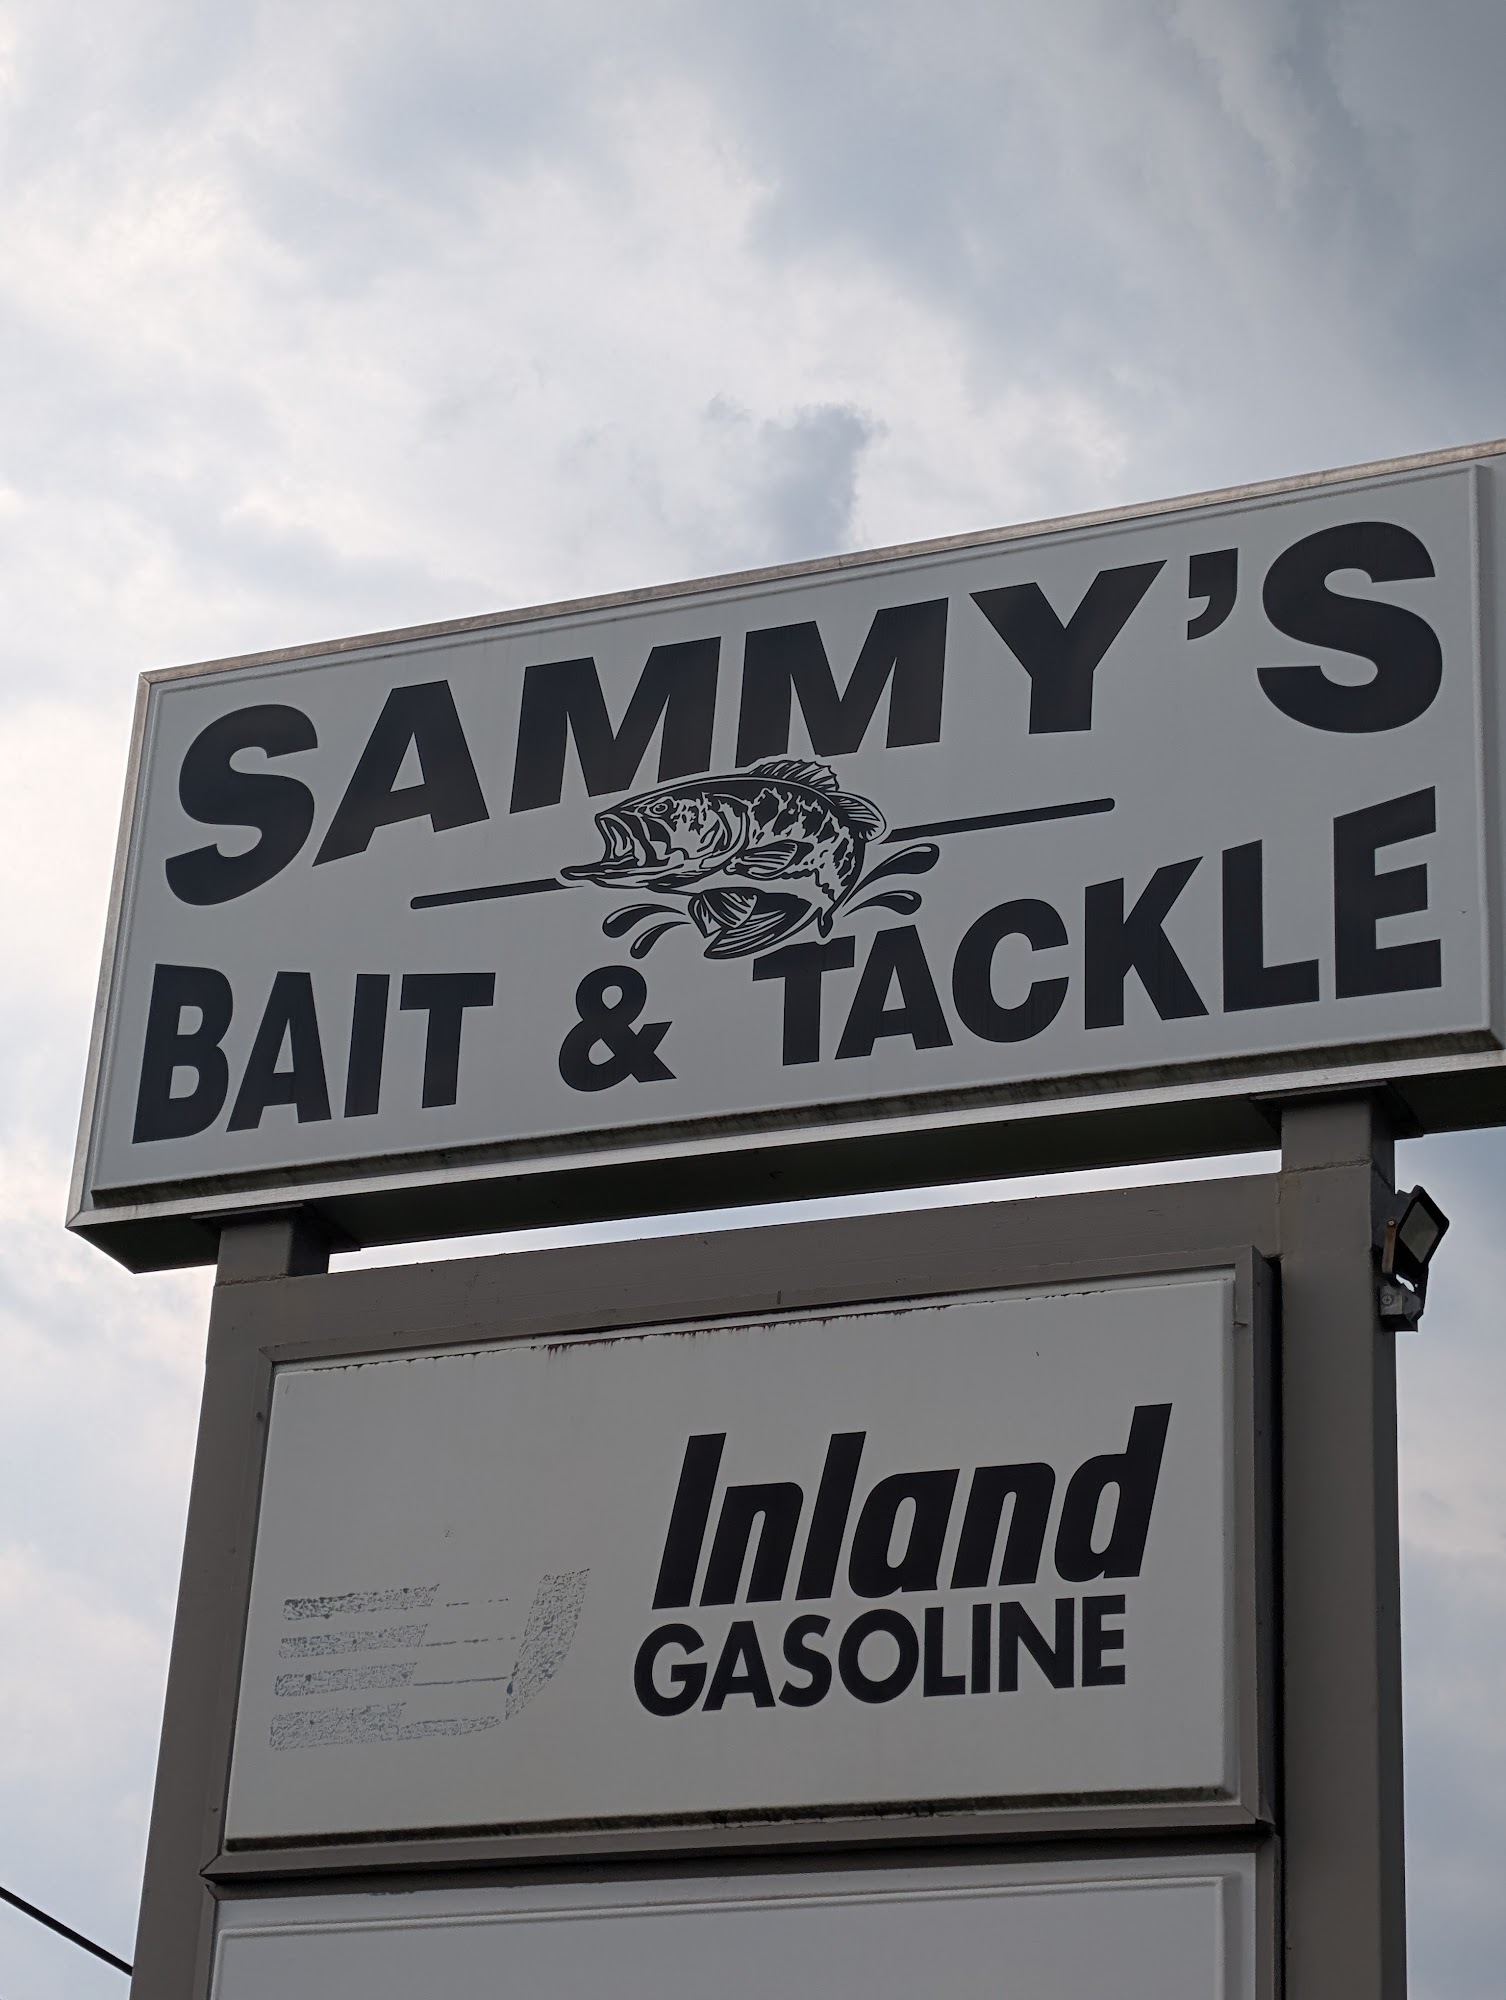 SAMMY'S
BAIT & TACKLE
Inland
GASOLINE